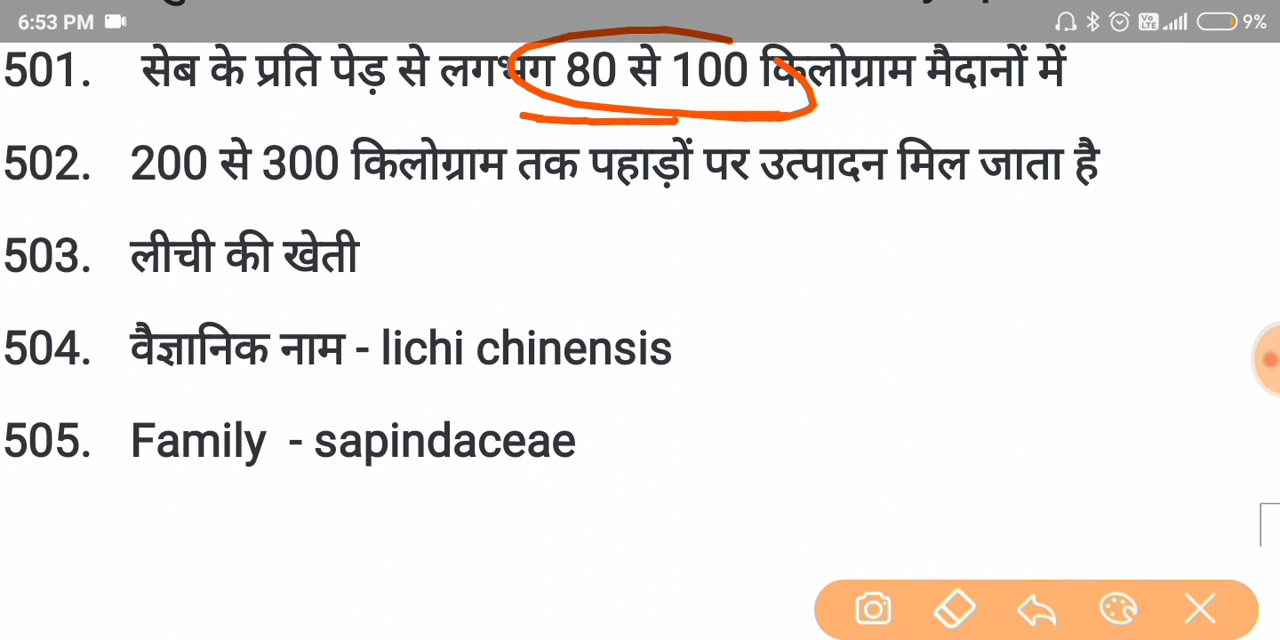 6:53 PM 9%
501. सेब के प्रति पेड़ से लगभग 80 से 100 किलोग्राम मैदानों में
502. 200 से 300 किलोग्राम तक पहाड़ों पर उत्पादन मिल जाता है
503. लीची की खेती
504. वैज्ञानिक नाम - lichi chinensis
505. Family - sapindaceae